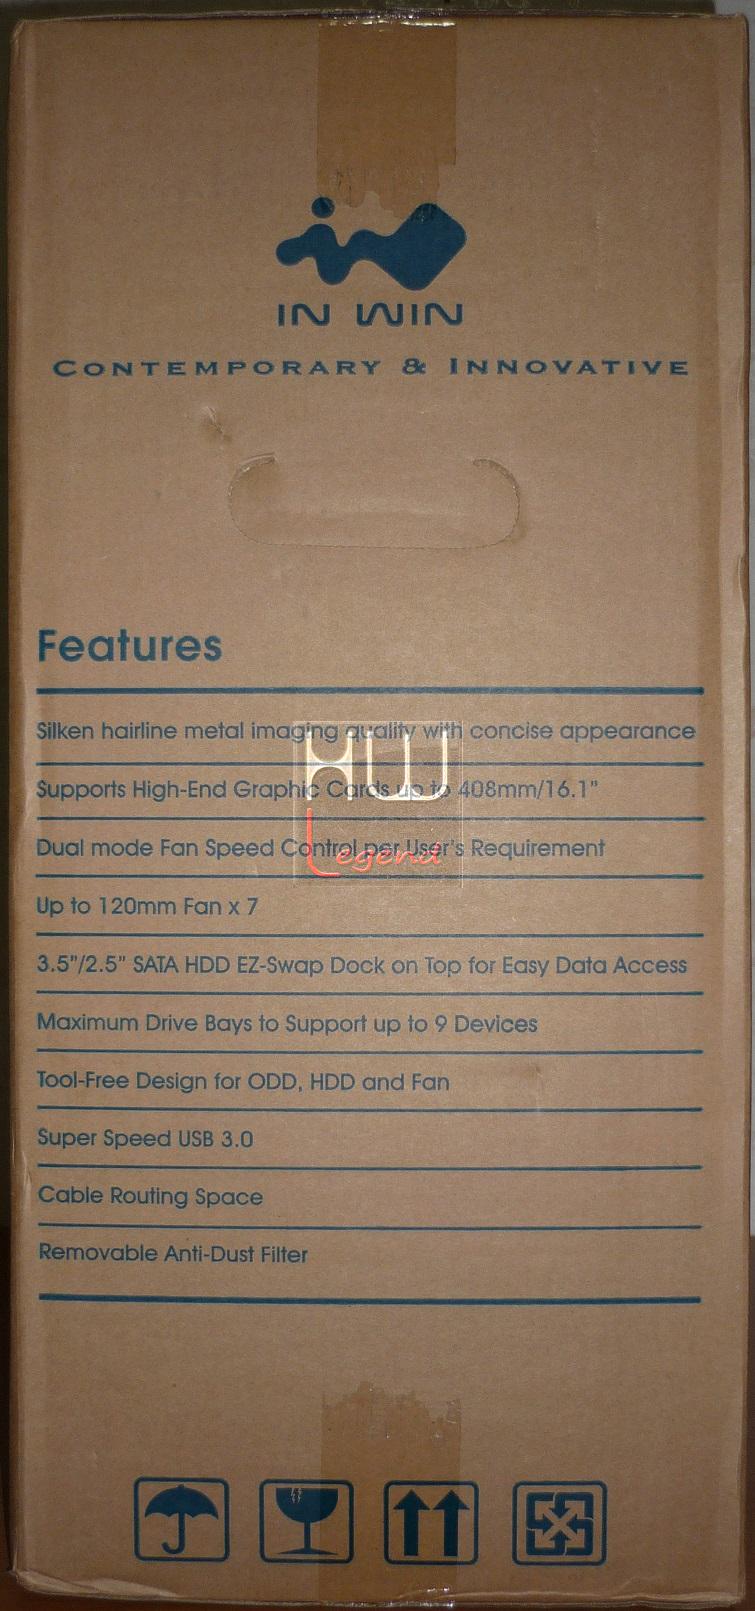 IN WIN
CONTEMPORARY & INNOVATIVE
Features
Silken hairline metal imaging quality with concise appearance
Supports High-End Graphic Cards up to 408mm/16.1"
Dual mode Fan Speed Control per User's Requirement
HW
Legend
Up to 120mm Fan x 7
3.5"/2.5" SATA HDD EZ-Swap Dock on Top for Easy Data Access
Maximum Drive Bays to Support up to 9 Devices
Tool-Free Design for ODD, HDD and Fan
Super Speed USB 3.0
Cable Routing Space
Removable Anti-Dust Filter